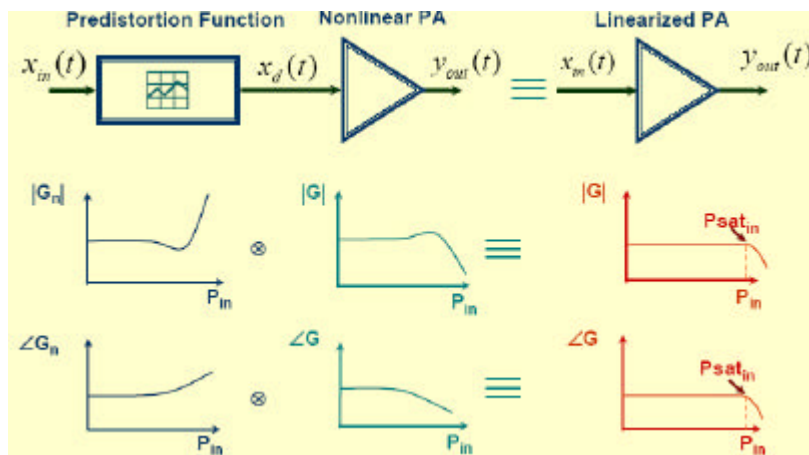 Predistortion Function
Nonlinear PA
Linearized PA
x_in(t)
x_d(t)
y_out(t)
≡
x_in(t)
y_out(t)
|G_n|
P_in
⊗
|G|
P_in
≡
|G|
Psat_in
P_in
∠G_n
P_in
⊗
∠G
P_in
≡
∠G
Psat_in
P_in